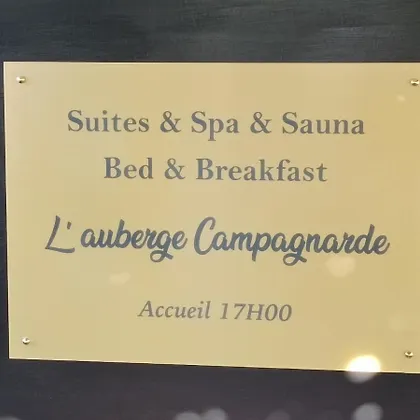 Suites & Spa & Sauna
Bed & Breakfast
L'auberge Campagnarde
Accueil 17H00